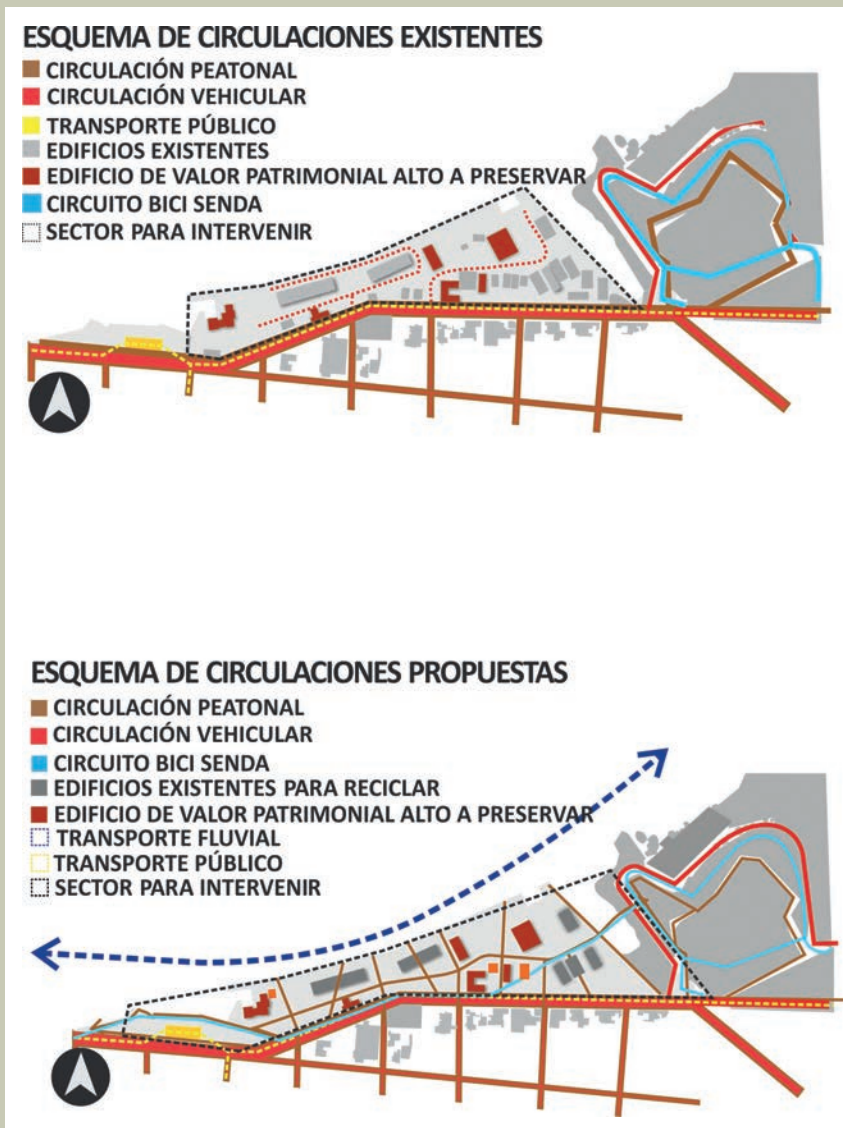 ESQUEMA DE CIRCULACIONES EXISTENTES
CIRCULACIÓN PEATONAL
CIRCULACIÓN VEHICULAR
TRANSPORTE PÚBLICO
EDIFICIOS EXISTENTES
EDIFICIO DE VALOR PATRIMONIAL ALTO A PRESERVAR
CIRCUITO BICI SENDA
SECTOR PARA INTERVENIR
ESQUEMA DE CIRCULACIONES PROPUESTAS
CIRCULACIÓN PEATONAL
CIRCULACIÓN VEHICULAR
CIRCUITO BICI SENDA
EDIFICIOS EXISTENTES PARA RECICLAR
EDIFICIO DE VALOR PATRIMONIAL ALTO A PRESERVAR
TRANSPORTE FLUVIAL
TRANSPORTE PÚBLICO
SECTOR PARA INTERVENIR